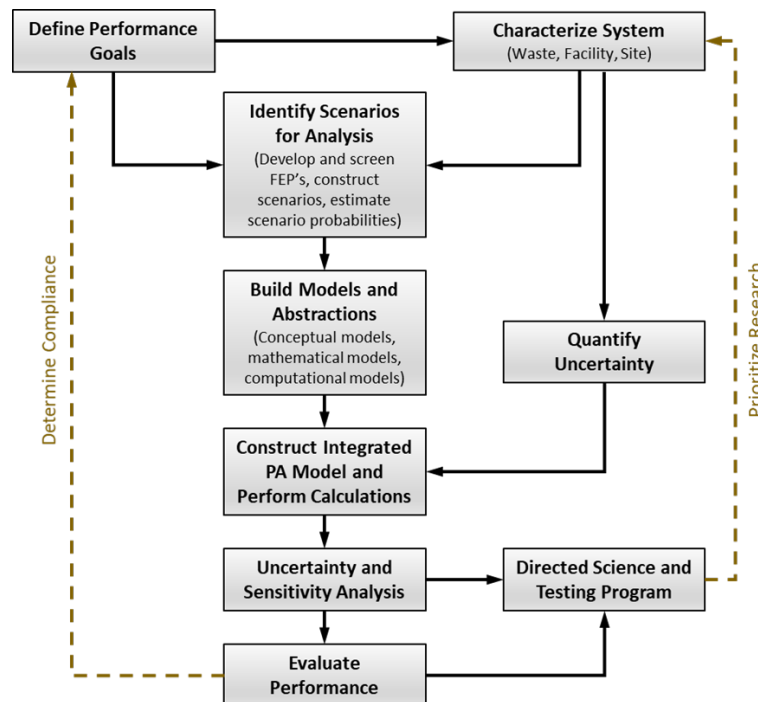 Define Performance
Goals
Characterize System
(Waste, Facility, Site)
Identify Scenarios
for Analysis
(Develop and screen
FEP's, construct
scenarios, estimate
scenario probabilities)
Build Models and
Abstractions
(Conceptual models,
mathematical models,
computational models)
Quantify
Uncertainty
Construct Integrated
PA Model and
Perform Calculations
Uncertainty and
Sensitivity Analysis
Directed Science and
Testing Program
Evaluate
Performance
Determine Compliance
Prioritize Research